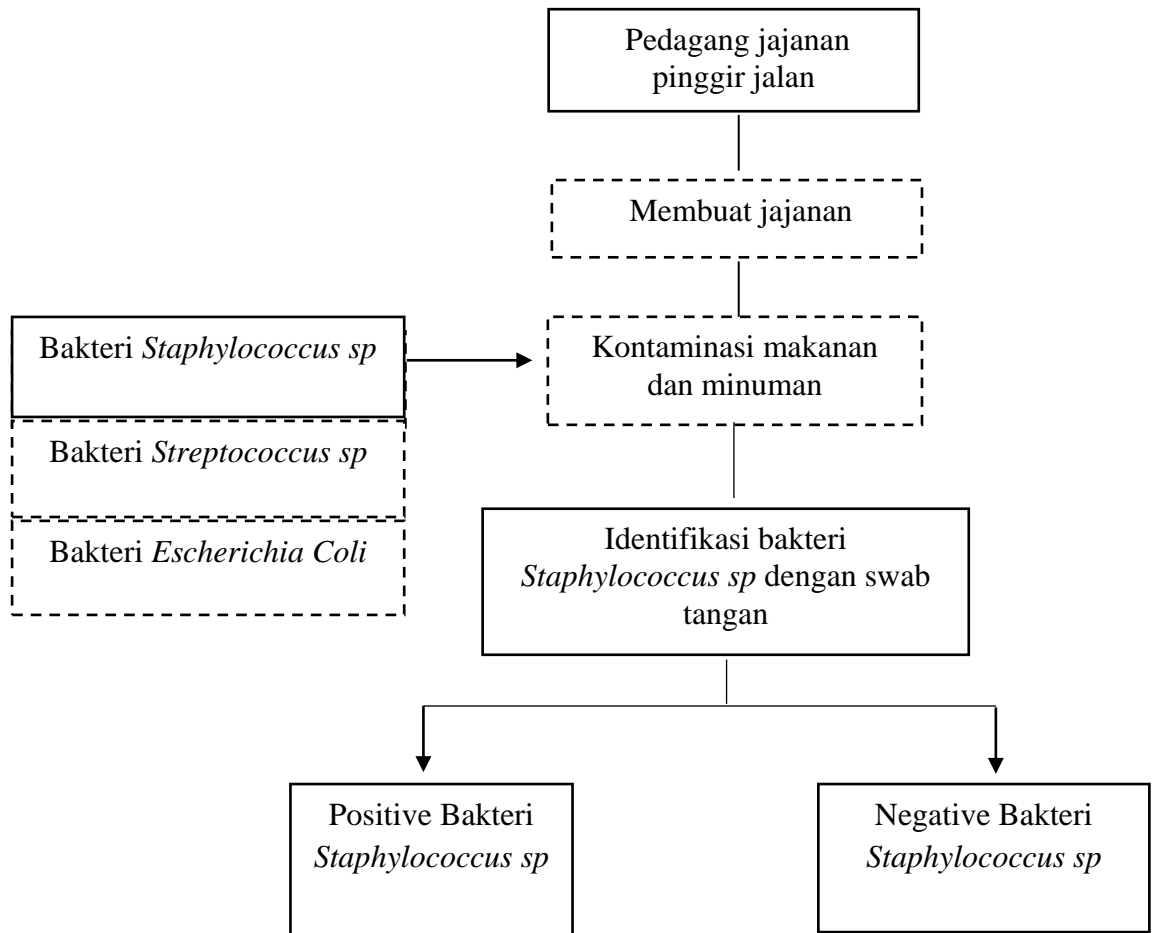 Pedagang jajanan
pinggir jalan
Membuat jajanan
Kontaminasi makanan
dan minuman
Bakteri Staphylococcus sp
Bakteri Streptococcus sp
Bakteri Escherichia Coli
Identifikasi bakteri
Staphylococcus sp dengan swab
tangan
Positive Bakteri
Staphylococcus sp
Negative Bakteri
Staphylococcus sp